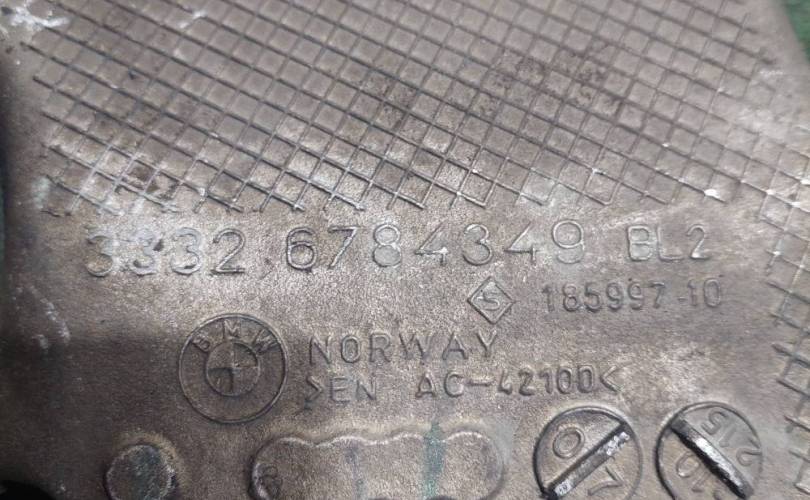 3332 6784349 BL2
S 185997-10
BMW NORWAY
>EN AC-42100<